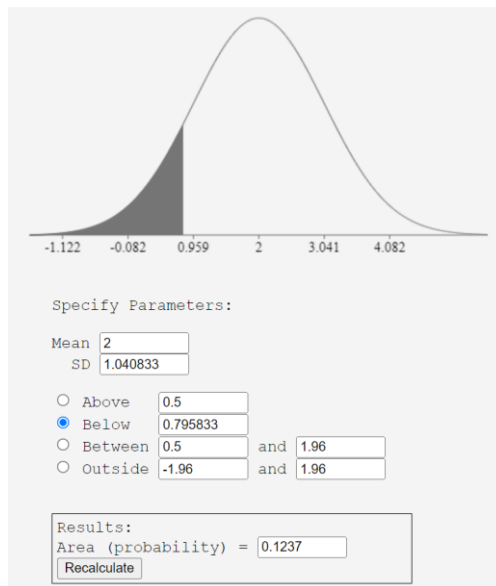 -1.122 -0.082 0.959 2 3.041 4.082
Specify Parameters:
Mean 2
SD 1.040833
Above 0.5
Below 0.795833
Between 0.5 and 1.96
Outside -1.96 and 1.96
Results:
Area (probability) = 0.1237
Recalculate